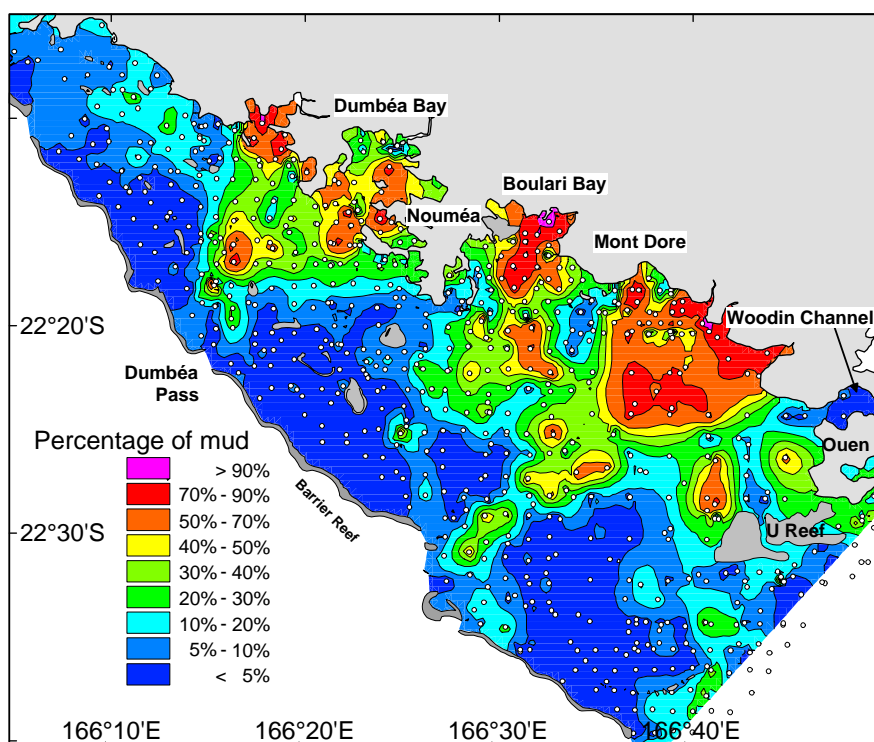 Dumbéa Bay
Boulari Bay
Nouméa
Mont Dore
Woodin Channel
22°20'S
Dumbéa
Pass
Percentage of mud
> 90%
70% - 90%
50% - 70%
40% - 50%
30% - 40%
20% - 30%
10% - 20%
5% - 10%
< 5%
Barrier Reef
Ouen
U Reef
22°30'S
166°10'E
166°20'E
166°30'E
166°40'E